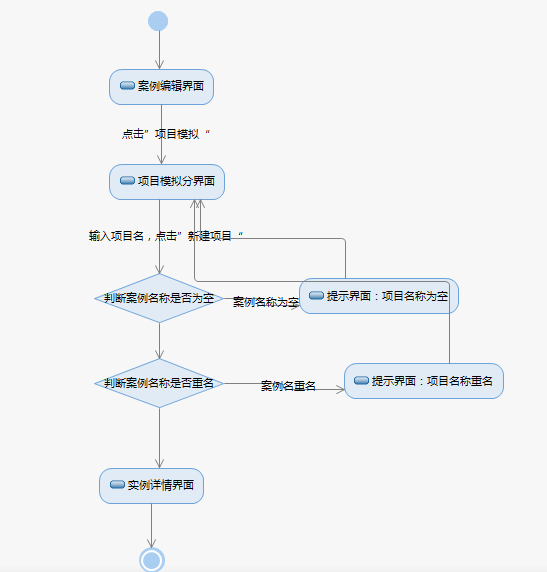 案例编辑界面
点击”项目模拟“
项目模拟分界面
输入项目名，点击”新建项目“
判断案例名称是否为空
案例名称为空
提示界面：项目名称为空
判断案例名称是否重名
案例名重名
提示界面：项目名称重名
实例详情界面